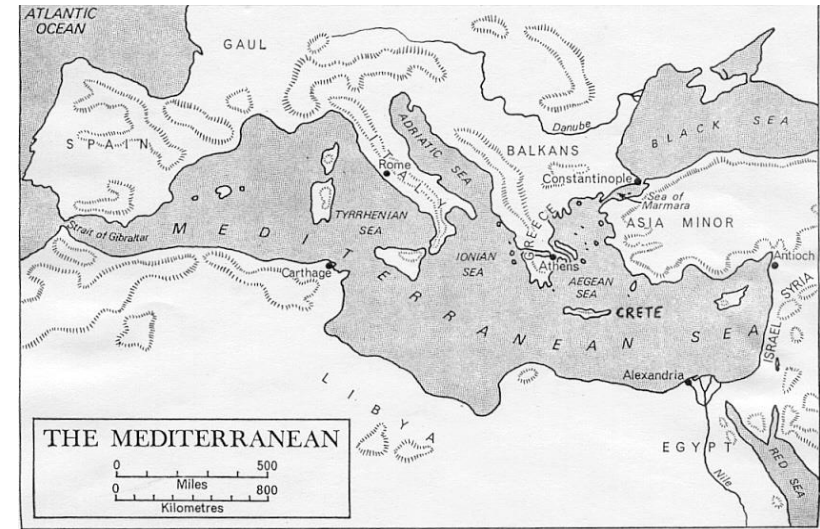 ATLANTIC
OCEAN
GAUL
SPAIN
ITALY
ADRIATIC SEA
Danube
BALKANS
BLACK SEA
Rome
Constantinople
Sea of
Marmara
ASIA MINOR
GREECE
TYRRHENIAN
SEA
Strait of Gibraltar
MEDITERRANEAN SEA
IONIAN
SEA
Athens
AEGEAN
SEA
Antioch
SYRIA
Carthage
CRETE
ISRAEL
Alexandria
LIBYA
EGYPT
Nile
RED
SEA
THE MEDITERRANEAN
0 500
Miles
0 800
Kilometres